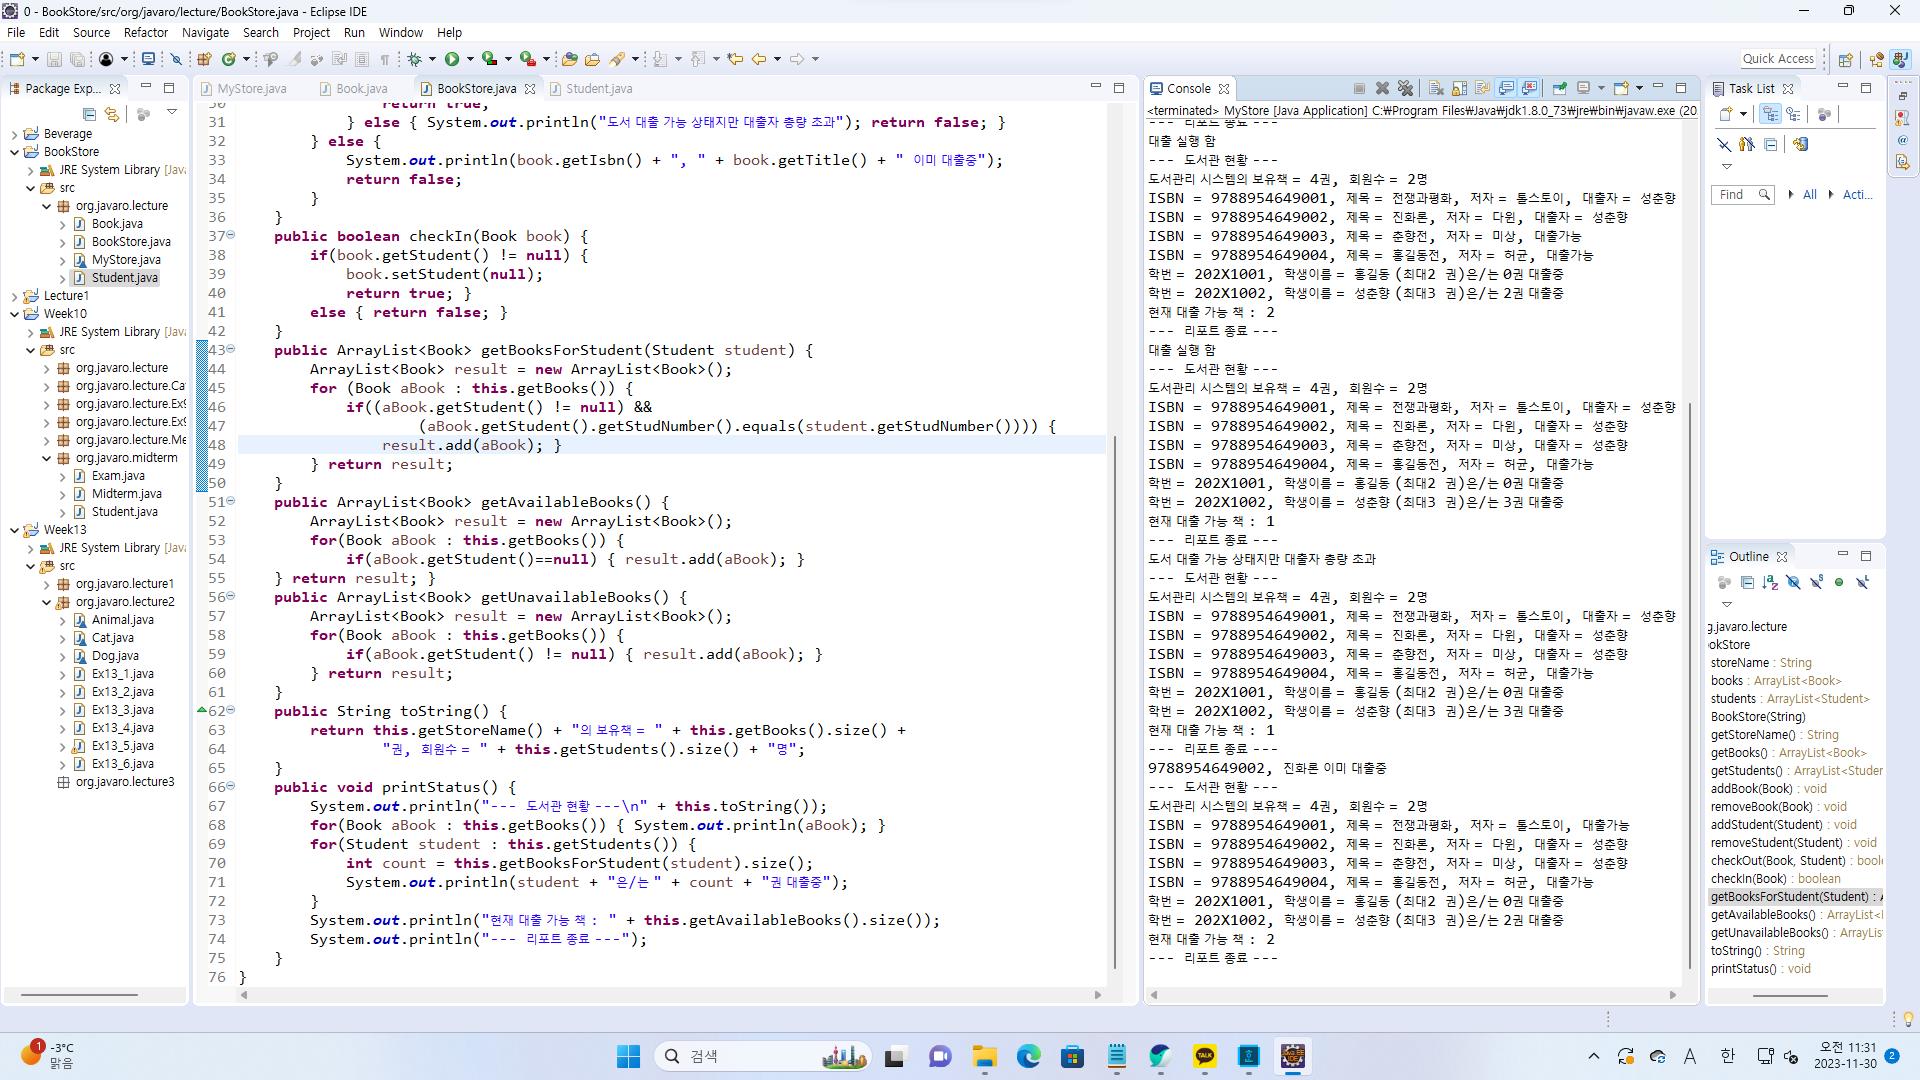 0 - BookStore/src/org/javaro/lecture/BookStore.java - Eclipse IDE
File Edit Source Refactor Navigate Search Project Run Window Help
Quick Access
Package Exp...
Beverage
BookStore
JRE System Library [Java
src
org.javaro.lecture
Book.java
BookStore.java
MyStore.java
Student.java
Lecture1
Week10
JRE System Library [Java
src
org.javaro.lecture
org.javaro.lecture.Ca
org.javaro.lecture.Ex9
org.javaro.lecture.Ex9
org.javaro.lecture.Me
org.javaro.midterm
Exam.java
Midterm.java
Student.java
Week13
JRE System Library [Java
src
org.javaro.lecture1
org.javaro.lecture2
Animal.java
Cat.java
Dog.java
Ex13_1.java
Ex13_2.java
Ex13_3.java
Ex13_4.java
Ex13_5.java
Ex13_6.java
org.javaro.lecture3
MyStore.java Book.java BookStore.java Student.java
30 return true;
31 } else { System.out.println("도서 대출 가능 상태지만 대출자 총량 초과"); return false; }
32 } else {
33 System.out.println(book.getIsbn() + ", " + book.getTitle() + " 이미 대출중");
34 return false;
35 }
36 }
37 public boolean checkIn(Book book) {
38 if(book.getStudent() != null) {
39 book.setStudent(null);
40 return true; }
41 else { return false; }
42 }
43 public ArrayList<Book> getBooksForStudent(Student student) {
44 ArrayList<Book> result = new ArrayList<Book>();
45 for (Book aBook : this.getBooks()) {
46 if((aBook.getStudent() != null) &&
47 (aBook.getStudent().getStudNumber().equals(student.getStudNumber()))) {
48 result.add(aBook); }
49 } return result;
50 }
51 public ArrayList<Book> getAvailableBooks() {
52 ArrayList<Book> result = new ArrayList<Book>();
53 for(Book aBook : this.getBooks()) {
54 if(aBook.getStudent()==null) { result.add(aBook); }
55 } return result; }
56 public ArrayList<Book> getUnavailableBooks() {
57 ArrayList<Book> result = new ArrayList<Book>();
58 for(Book aBook : this.getBooks()) {
59 if(aBook.getStudent() != null) { result.add(aBook); }
60 } return result;
61 }
62 public String toString() {
63 return this.getStoreName() + "의 보유책 = " + this.getBooks().size() +
64 "권, 회원수 = " + this.getStudents().size() + "명";
65 }
66 public void printStatus() {
67 System.out.println("--- 도서관 현황 ---\n" + this.toString());
68 for(Book aBook : this.getBooks()) { System.out.println(aBook); }
69 for(Student student : this.getStudents()) {
70 int count = this.getBooksForStudent(student).size();
71 System.out.println(student + "은/는 " + count + "권 대출중");
72 }
73 System.out.println("현재 대출 가능 책 : " + this.getAvailableBooks().size());
74 System.out.println("--- 리포트 종료 ---");
75 }
76 }
Console
<terminated> MyStore [Java Application] C:￦Program Files￦Java￦jdk1.8.0_73￦jre￦bin￦javaw.exe (20
--- 리포트 종료 ---
대출 실행 함
--- 도서관 현황 ---
도서관리 시스템의 보유책 = 4권, 회원수 = 2명
ISBN = 9788954649001, 제목 = 전쟁과평화, 저자 = 톨스토이, 대출자 = 성춘향
ISBN = 9788954649002, 제목 = 진화론, 저자 = 다윈, 대출자 = 성춘향
ISBN = 9788954649003, 제목 = 춘향전, 저자 = 미상, 대출가능
ISBN = 9788954649004, 제목 = 홍길동전, 저자 = 허균, 대출가능
학번 = 202X1001, 학생이름 = 홍길동 (최대2 권)은/는 0권 대출중
학번 = 202X1002, 학생이름 = 성춘향 (최대3 권)은/는 2권 대출중
현재 대출 가능 책 : 2
--- 리포트 종료 ---
대출 실행 함
--- 도서관 현황 ---
도서관리 시스템의 보유책 = 4권, 회원수 = 2명
ISBN = 9788954649001, 제목 = 전쟁과평화, 저자 = 톨스토이, 대출자 = 성춘향
ISBN = 9788954649002, 제목 = 진화론, 저자 = 다윈, 대출자 = 성춘향
ISBN = 9788954649003, 제목 = 춘향전, 저자 = 미상, 대출자 = 성춘향
ISBN = 9788954649004, 제목 = 홍길동전, 저자 = 허균, 대출가능
학번 = 202X1001, 학생이름 = 홍길동 (최대2 권)은/는 0권 대출중
학번 = 202X1002, 학생이름 = 성춘향 (최대3 권)은/는 3권 대출중
현재 대출 가능 책 : 1
--- 리포트 종료 ---
도서 대출 가능 상태지만 대출자 총량 초과
--- 도서관 현황 ---
도서관리 시스템의 보유책 = 4권, 회원수 = 2명
ISBN = 9788954649001, 제목 = 전쟁과평화, 저자 = 톨스토이, 대출자 = 성춘향
ISBN = 9788954649002, 제목 = 진화론, 저자 = 다윈, 대출자 = 성춘향
ISBN = 9788954649003, 제목 = 춘향전, 저자 = 미상, 대출자 = 성춘향
ISBN = 9788954649004, 제목 = 홍길동전, 저자 = 허균, 대출가능
학번 = 202X1001, 학생이름 = 홍길동 (최대2 권)은/는 0권 대출중
학번 = 202X1002, 학생이름 = 성춘향 (최대3 권)은/는 3권 대출중
현재 대출 가능 책 : 1
--- 리포트 종료 ---
9788954649002, 진화론 이미 대출중
--- 도서관 현황 ---
도서관리 시스템의 보유책 = 4권, 회원수 = 2명
ISBN = 9788954649001, 제목 = 전쟁과평화, 저자 = 톨스토이, 대출가능
ISBN = 9788954649002, 제목 = 진화론, 저자 = 다윈, 대출자 = 성춘향
ISBN = 9788954649003, 제목 = 춘향전, 저자 = 미상, 대출자 = 성춘향
ISBN = 9788954649004, 제목 = 홍길동전, 저자 = 허균, 대출가능
학번 = 202X1001, 학생이름 = 홍길동 (최대2 권)은/는 0권 대출중
학번 = 202X1002, 학생이름 = 성춘향 (최대3 권)은/는 2권 대출중
현재 대출 가능 책 : 2
--- 리포트 종료 ---
Task List
Find All Acti...
Outline
g.javaro.lecture
okStore
storeName : String
books : ArrayList<Book>
students : ArrayList<Student>
BookStore(String)
getStoreName() : String
getBooks() : ArrayList<Book>
getStudents() : ArrayList<Studer
addBook(Book) : void
removeBook(Book) : void
addStudent(Student) : void
removeStudent(Student) : void
checkOut(Book, Student) : boole
checkIn(Book) : boolean
getBooksForStudent(Student) : A
getAvailableBooks() : ArrayList<I
getUnavailableBooks() : ArrayLis
toString() : String
printStatus() : void
1
-3°C
맑음
검색
TALK
A
한
오전 11:31
2023-11-30
2